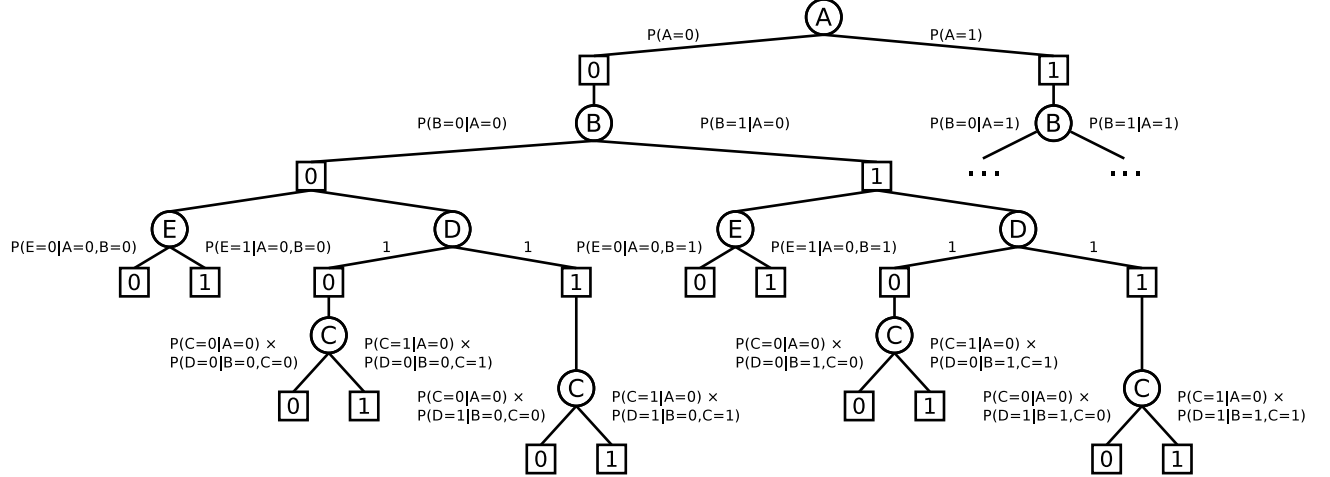 A
P(A=0) P(A=1)
0 1
P(B=0|A=0) B P(B=1|A=0) P(B=0|A=1) B P(B=1|A=1)
0 1 ... ...
E D E D
P(E=0|A=0,B=0) P(E=1|A=0,B=0) 1 1 P(E=0|A=0,B=1) P(E=1|A=0,B=1) 1 1
0 1 0 1 0 1 0 1
C C
P(C=0|A=0) × P(C=1|A=0) × P(C=0|A=0) × P(C=1|A=0) ×
P(D=0|B=0,C=0) P(D=0|B=0,C=1) P(D=0|B=1,C=0) P(D=0|B=1,C=1)
C C
P(C=0|A=0) × P(C=1|A=0) × P(C=0|A=0) × P(C=1|A=0) ×
0 1 0 1
P(D=1|B=0,C=0) P(D=1|B=0,C=1) P(D=1|B=1,C=0) P(D=1|B=1,C=1)
0 1 0 1